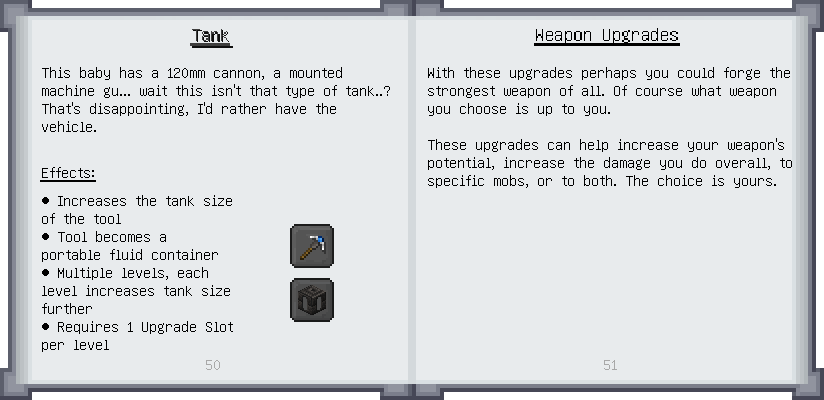 Tank
This baby has a 120mm cannon, a mounted
machine gu... wait this isn't that type of tank..?
That's disappointing, I'd rather have the
vehicle.
Effects:
• Increases the tank size
of the tool
• Tool becomes a
portable fluid container
• Multiple levels, each
level increases tank size
further
• Requires 1 Upgrade Slot
per level
50
Weapon Upgrades
With these upgrades perhaps you could forge the
strongest weapon of all. Of course what weapon
you choose is up to you.
These upgrades can help increase your weapon's
potential, increase the damage you do overall, to
specific mobs, or to both. The choice is yours.
51